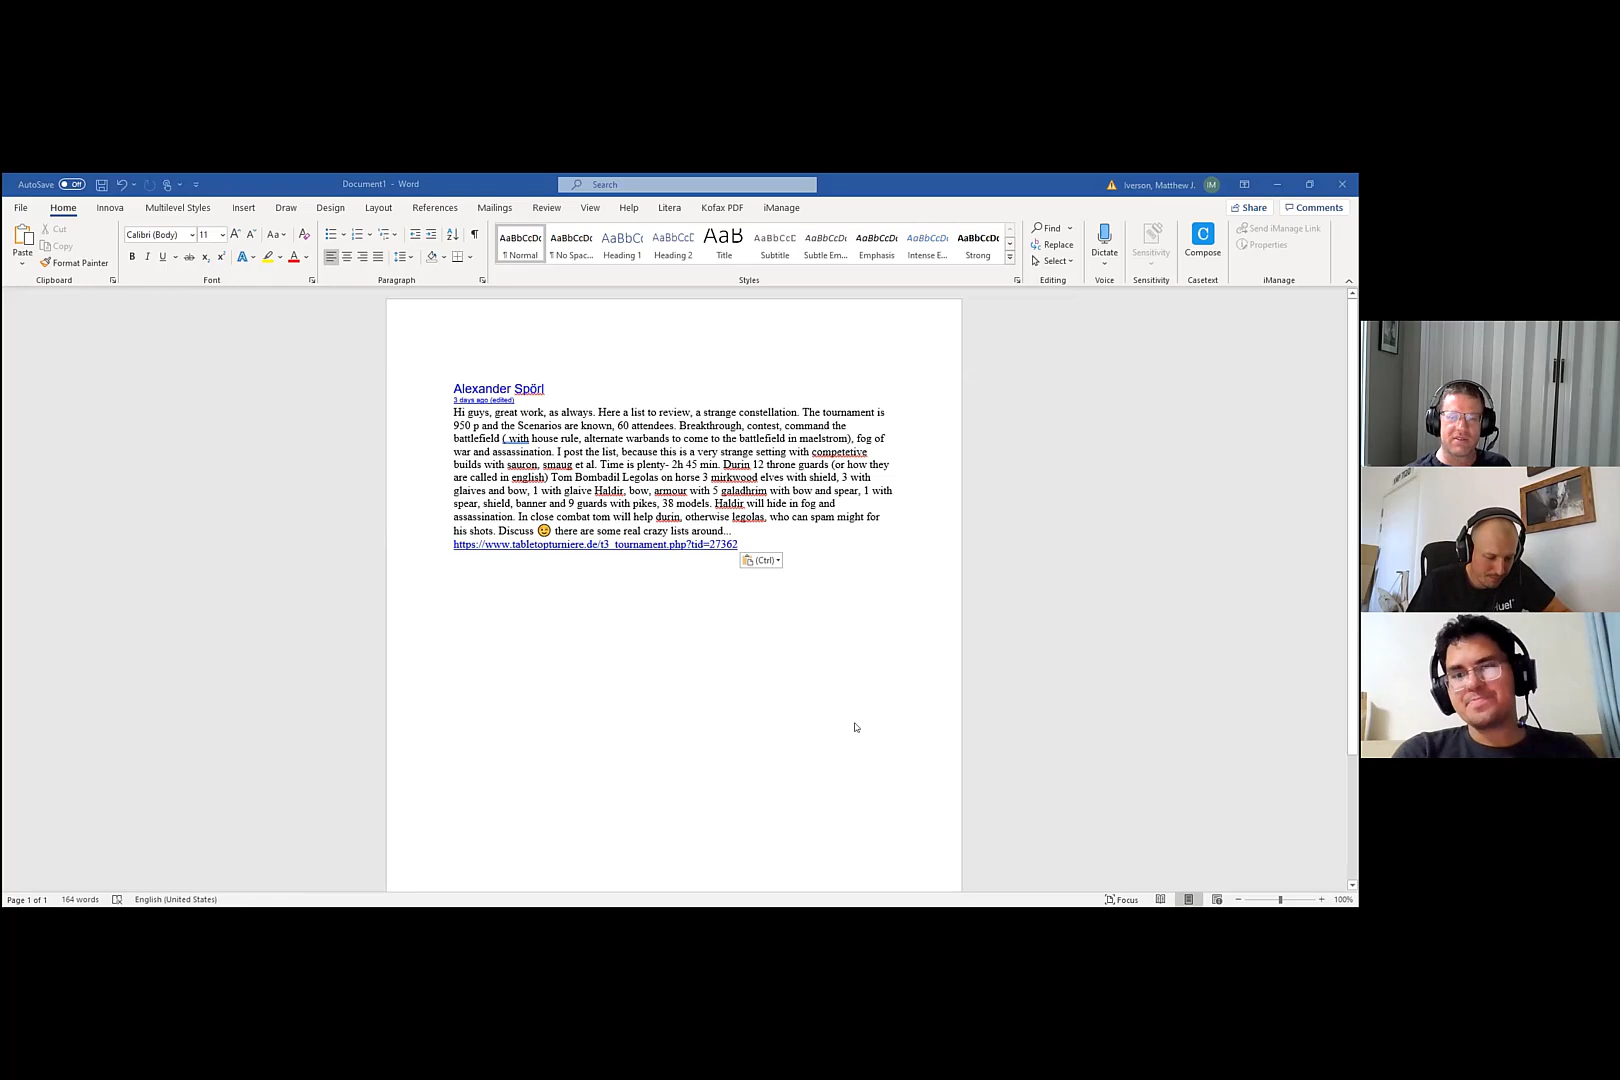 AutoSave Off
Document1 - Word
Search
Iverson, Matthew J. IM
File Home Innova Multilevel Styles Insert Draw Design Layout References Mailings Review View Help Litera Kofax PDF iManage Share Comments
Paste
Cut
Copy
Format Painter
Clipboard
Calibri (Body) 11
Font
Paragraph
AaBbCcDc AaBbCcDc AaBbCc AaBbCcD AaB AaBbCcD AaBbCcDc AaBbCcDc AaBbCcDc AaBbCcDc
¶ Normal ¶ No Spac... Heading 1 Heading 2 Title Subtitle Subtle Em... Emphasis Intense E... Strong
Styles
Find
Replace
Select
Editing
Dictate
Voice
Sensitivity
Sensitivity
C
Compose
Casetext
Send iManage Link
Properties
iManage
Alexander Spörl
3 days ago (edited)
Hi guys, great work, as always. Here a list to review, a strange constellation. The tournament is
950 p and the Scenarios are known, 60 attendees. Breakthrough, contest, command the
battlefield ( with house rule, alternate warbands to come to the battlefield in maelstrom), fog of
war and assassination. I post the list, because this is a very strange setting with competetive
builds with sauron, smaug et al. Time is plenty- 2h 45 min. Durin 12 throne guards (or how they
are called in english) Tom Bombadil Legolas on horse 3 mirkwood elves with shield, 3 with
glaives and bow, 1 with glaive Haldir, bow, armour with 5 galadhrim with bow and spear, 1 with
spear, shield, banner and 9 guards with pikes, 38 models. Haldir will hide in fog and
assassination. In close combat tom will help durin, otherwise legolas, who can spam might for
his shots. Discuss 😉 there are some real crazy lists around...
https://www.tabletopturniere.de/t3_tournament.php?tid=27362
(Ctrl)
Page 1 of 1 164 words English (United States) Focus 100%